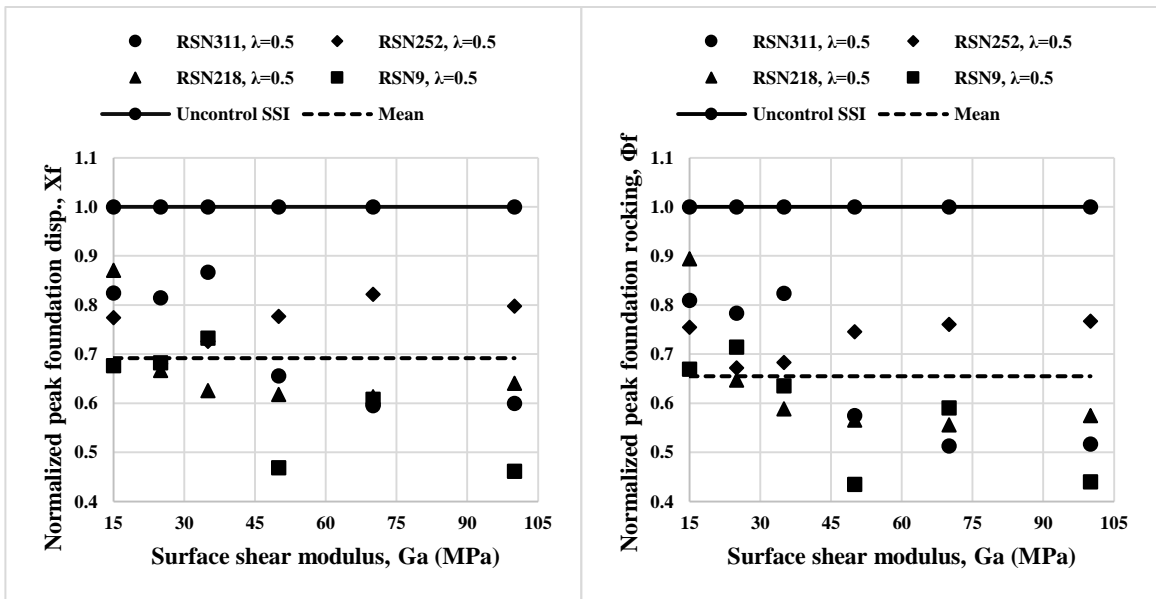 RSN311, λ=0.5 RSN252, λ=0.5
RSN218, λ=0.5 RSN9, λ=0.5
Uncontrol SSI Mean
Normalized peak foundation disp., Xf
1.1
1.0
0.9
0.8
0.7
0.6
0.5
0.4
15 30 45 60 75 90 105
Surface shear modulus, Ga (MPa)
RSN311, λ=0.5 RSN252, λ=0.5
RSN218, λ=0.5 RSN9, λ=0.5
Uncontrol SSI Mean
Normalized peak foundation rocking, Φf
1.1
1.0
0.9
0.8
0.7
0.6
0.5
0.4
15 30 45 60 75 90 105
Surface shear modulus, Ga (MPa)